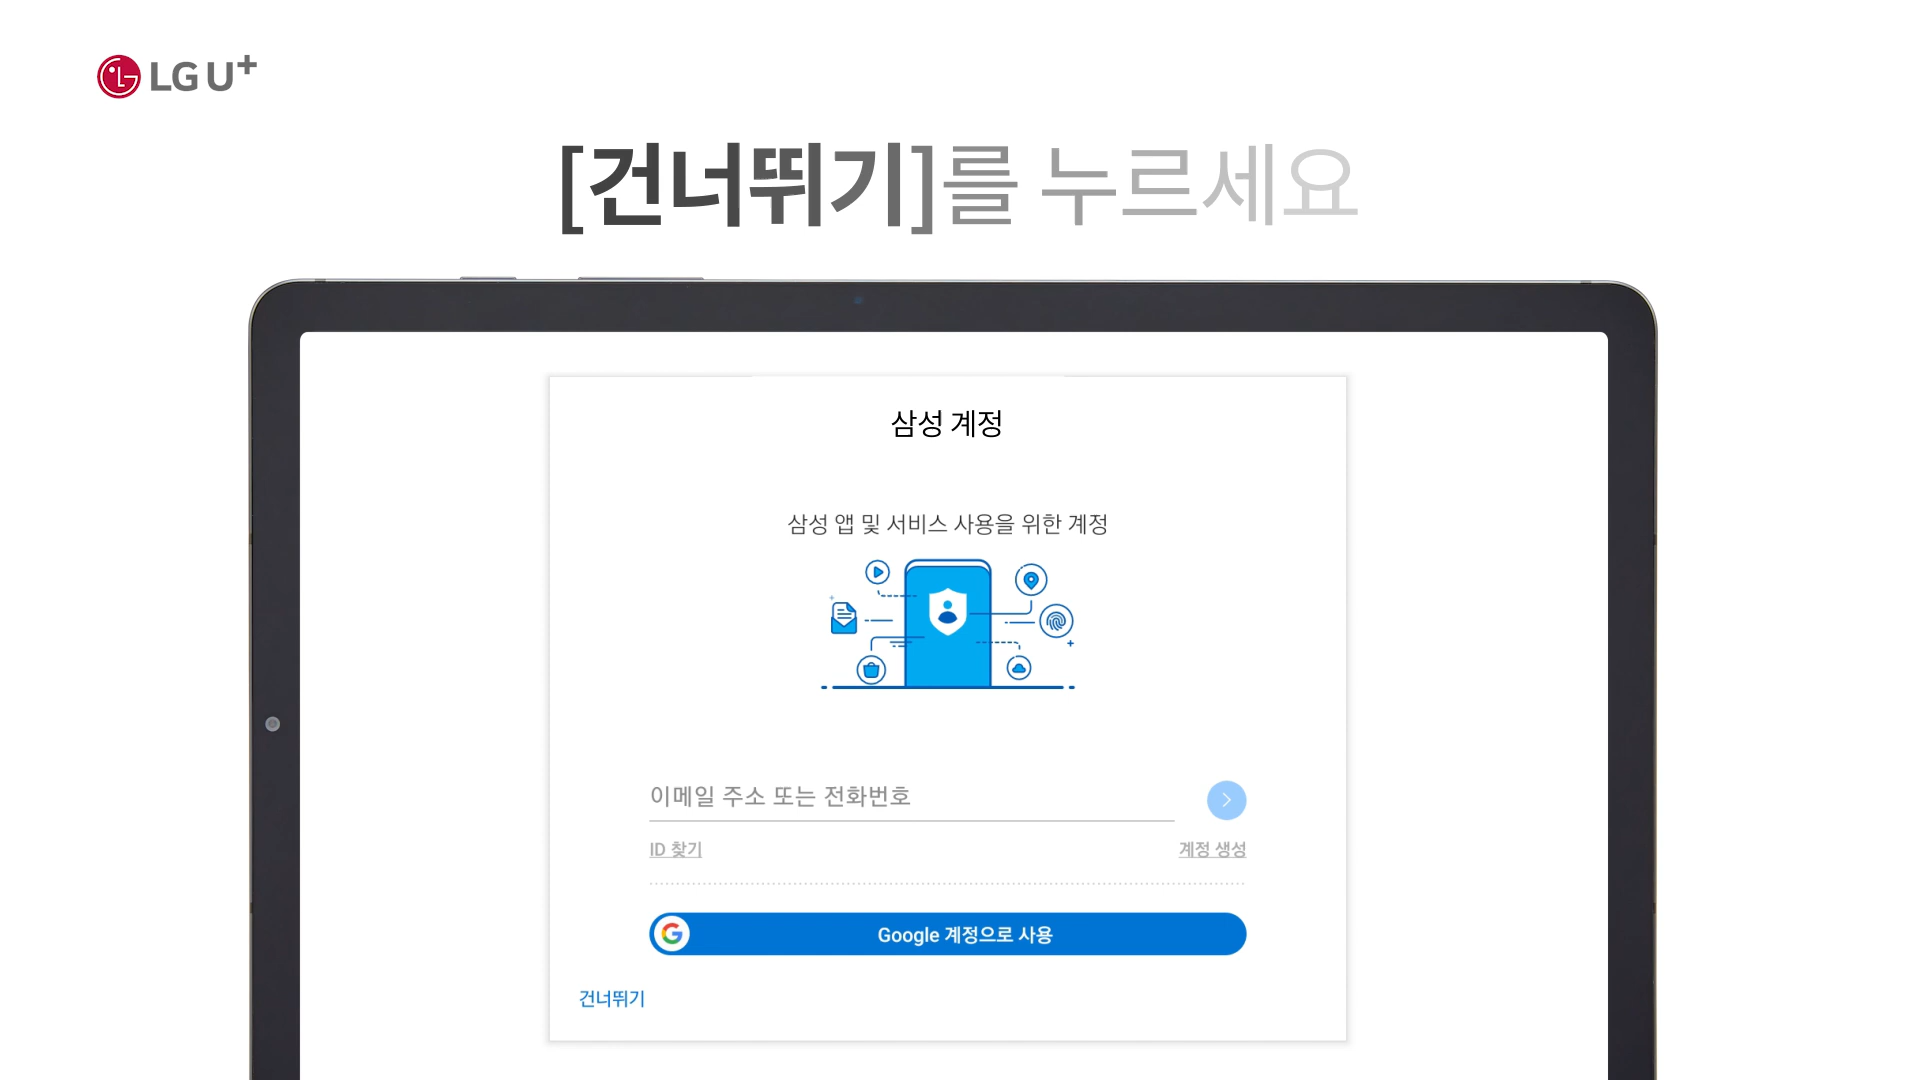 LG U+
[건너뛰기]를 누르세요
삼성 계정
삼성 앱 및 서비스 사용을 위한 계정
이메일 주소 또는 전화번호
ID 찾기
계정 생성
Google 계정으로 사용
건너뛰기